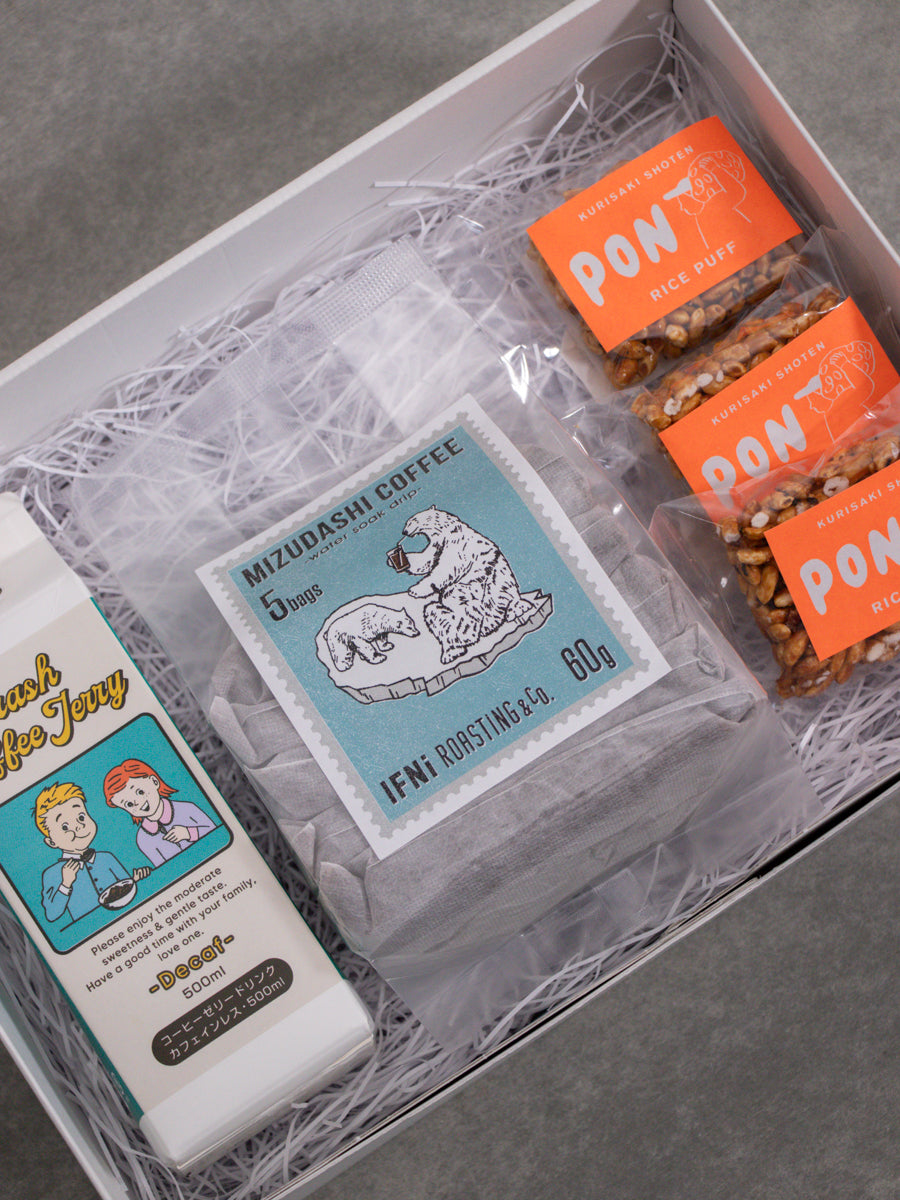 KURISAKI SHOTEN
PON
RICE PUFF
KURISAKI SHOTEN
PON
KURISAKI
PON
MIZUDASHI COFFEE
-water soak drip-
5bags
60g
IFNi ROASTING & Co.
Jerry
Please enjoy the moderate
sweetness & gentle taste.
Have a good time with your family,
love one.
-Decaf-
500ml
コーヒーゼリードリンク
カフェインレス・500ml